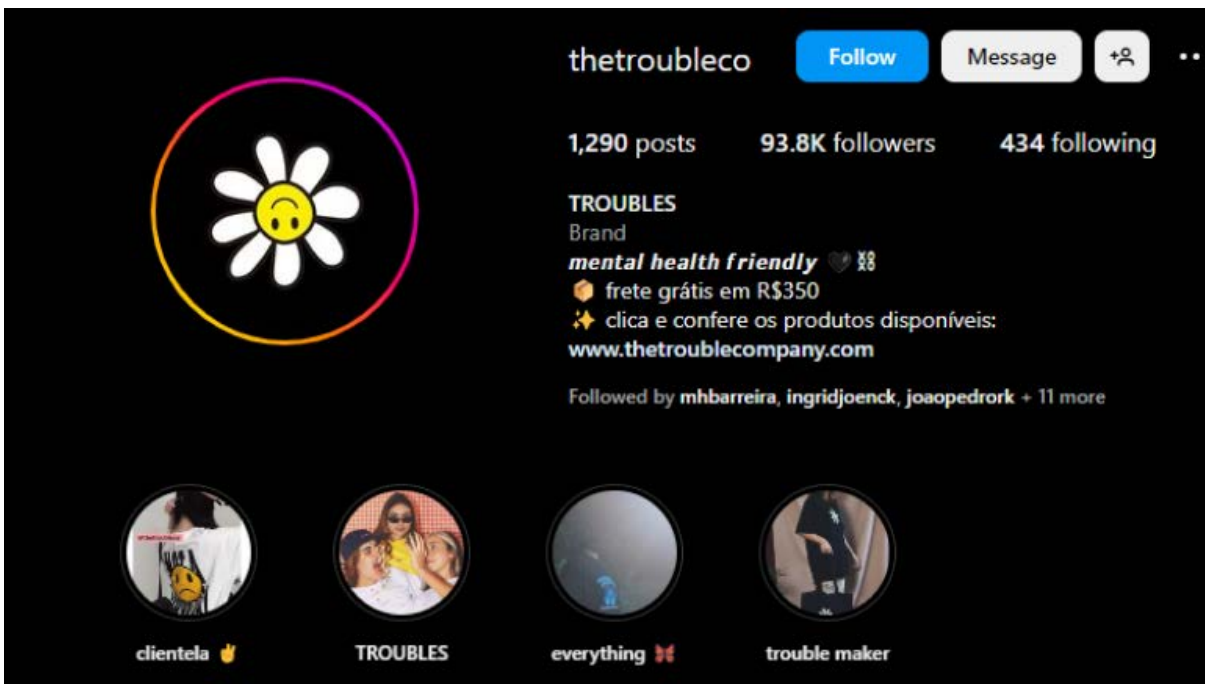 thetroubleco Follow Message
1,290 posts 93.8K followers 434 following
TROUBLES
Brand
mental health friendly 🖤⛓️
📦 frete grátis em R$350
✨ clica e confere os produtos disponíveis:
www.thetroublecompany.com
Followed by mhbarreira, ingridjoenck, joaopedrork + 11 more
clientela ✌️ TROUBLES everything 🦋 trouble maker